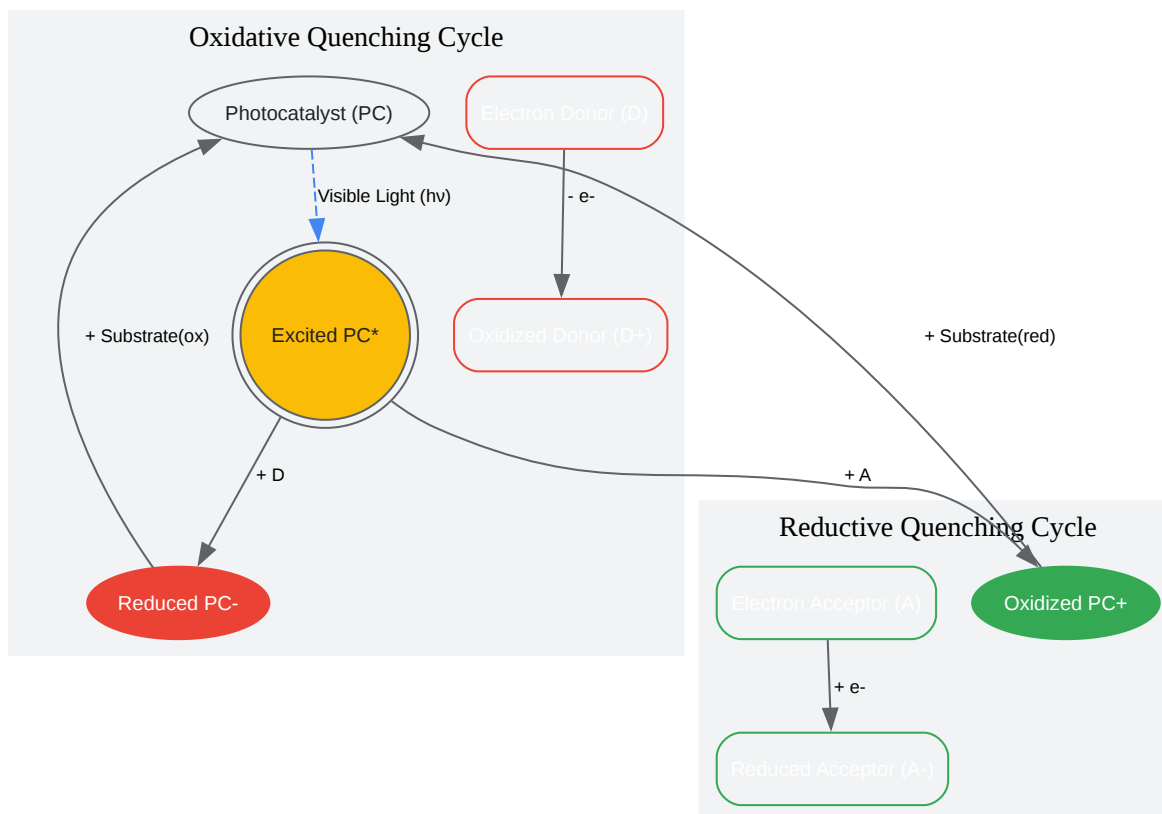 Oxidative Quenching Cycle
Photocatalyst (PC)
Electron Donor (D)
Visible Light (hν)
- e-
Excited PC*
Oxidized Donor (D+)
+ Substrate(ox)
+ Substrate(red)
+ D
+ A
Reductive Quenching Cycle
Reduced PC-
Electron Acceptor (A)
Oxidized PC+
+ e-
Reduced Acceptor (A-)